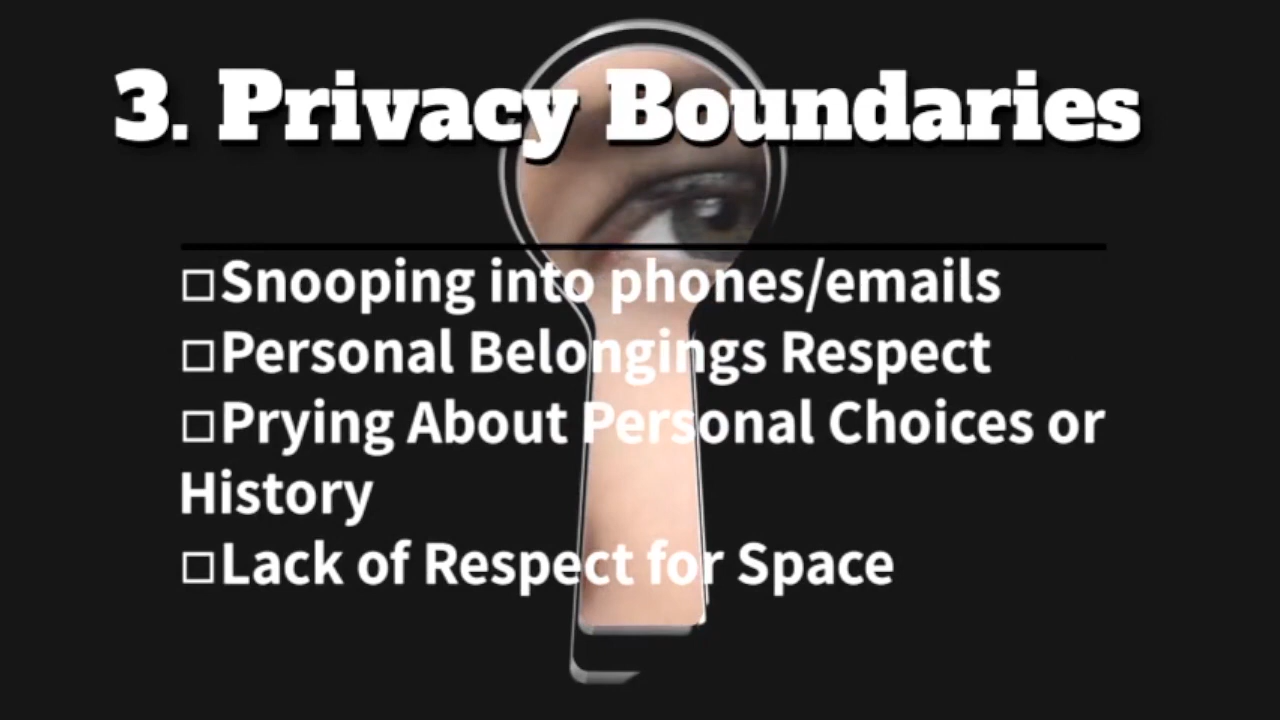 3. Privacy Boundaries
□Snooping into phones/emails
□Personal Belongings Respect
□Prying About Personal Choices or
History
□Lack of Respect for Space